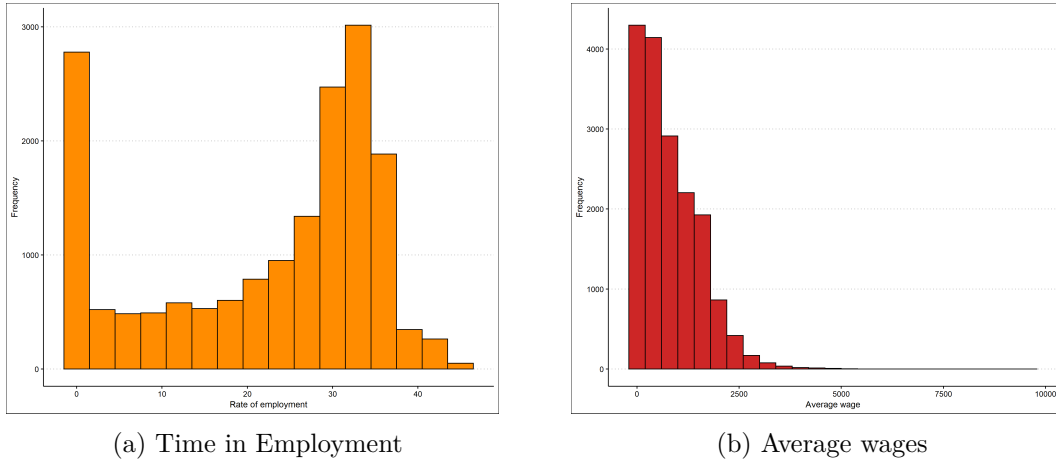 3000
2000
1000
0
Frequency
0 10 20 30 40
Rate of employment
(a) Time in Employment
4000
3000
2000
1000
0
Frequency
0 2500 5000 7500 10000
Average wage
(b) Average wages